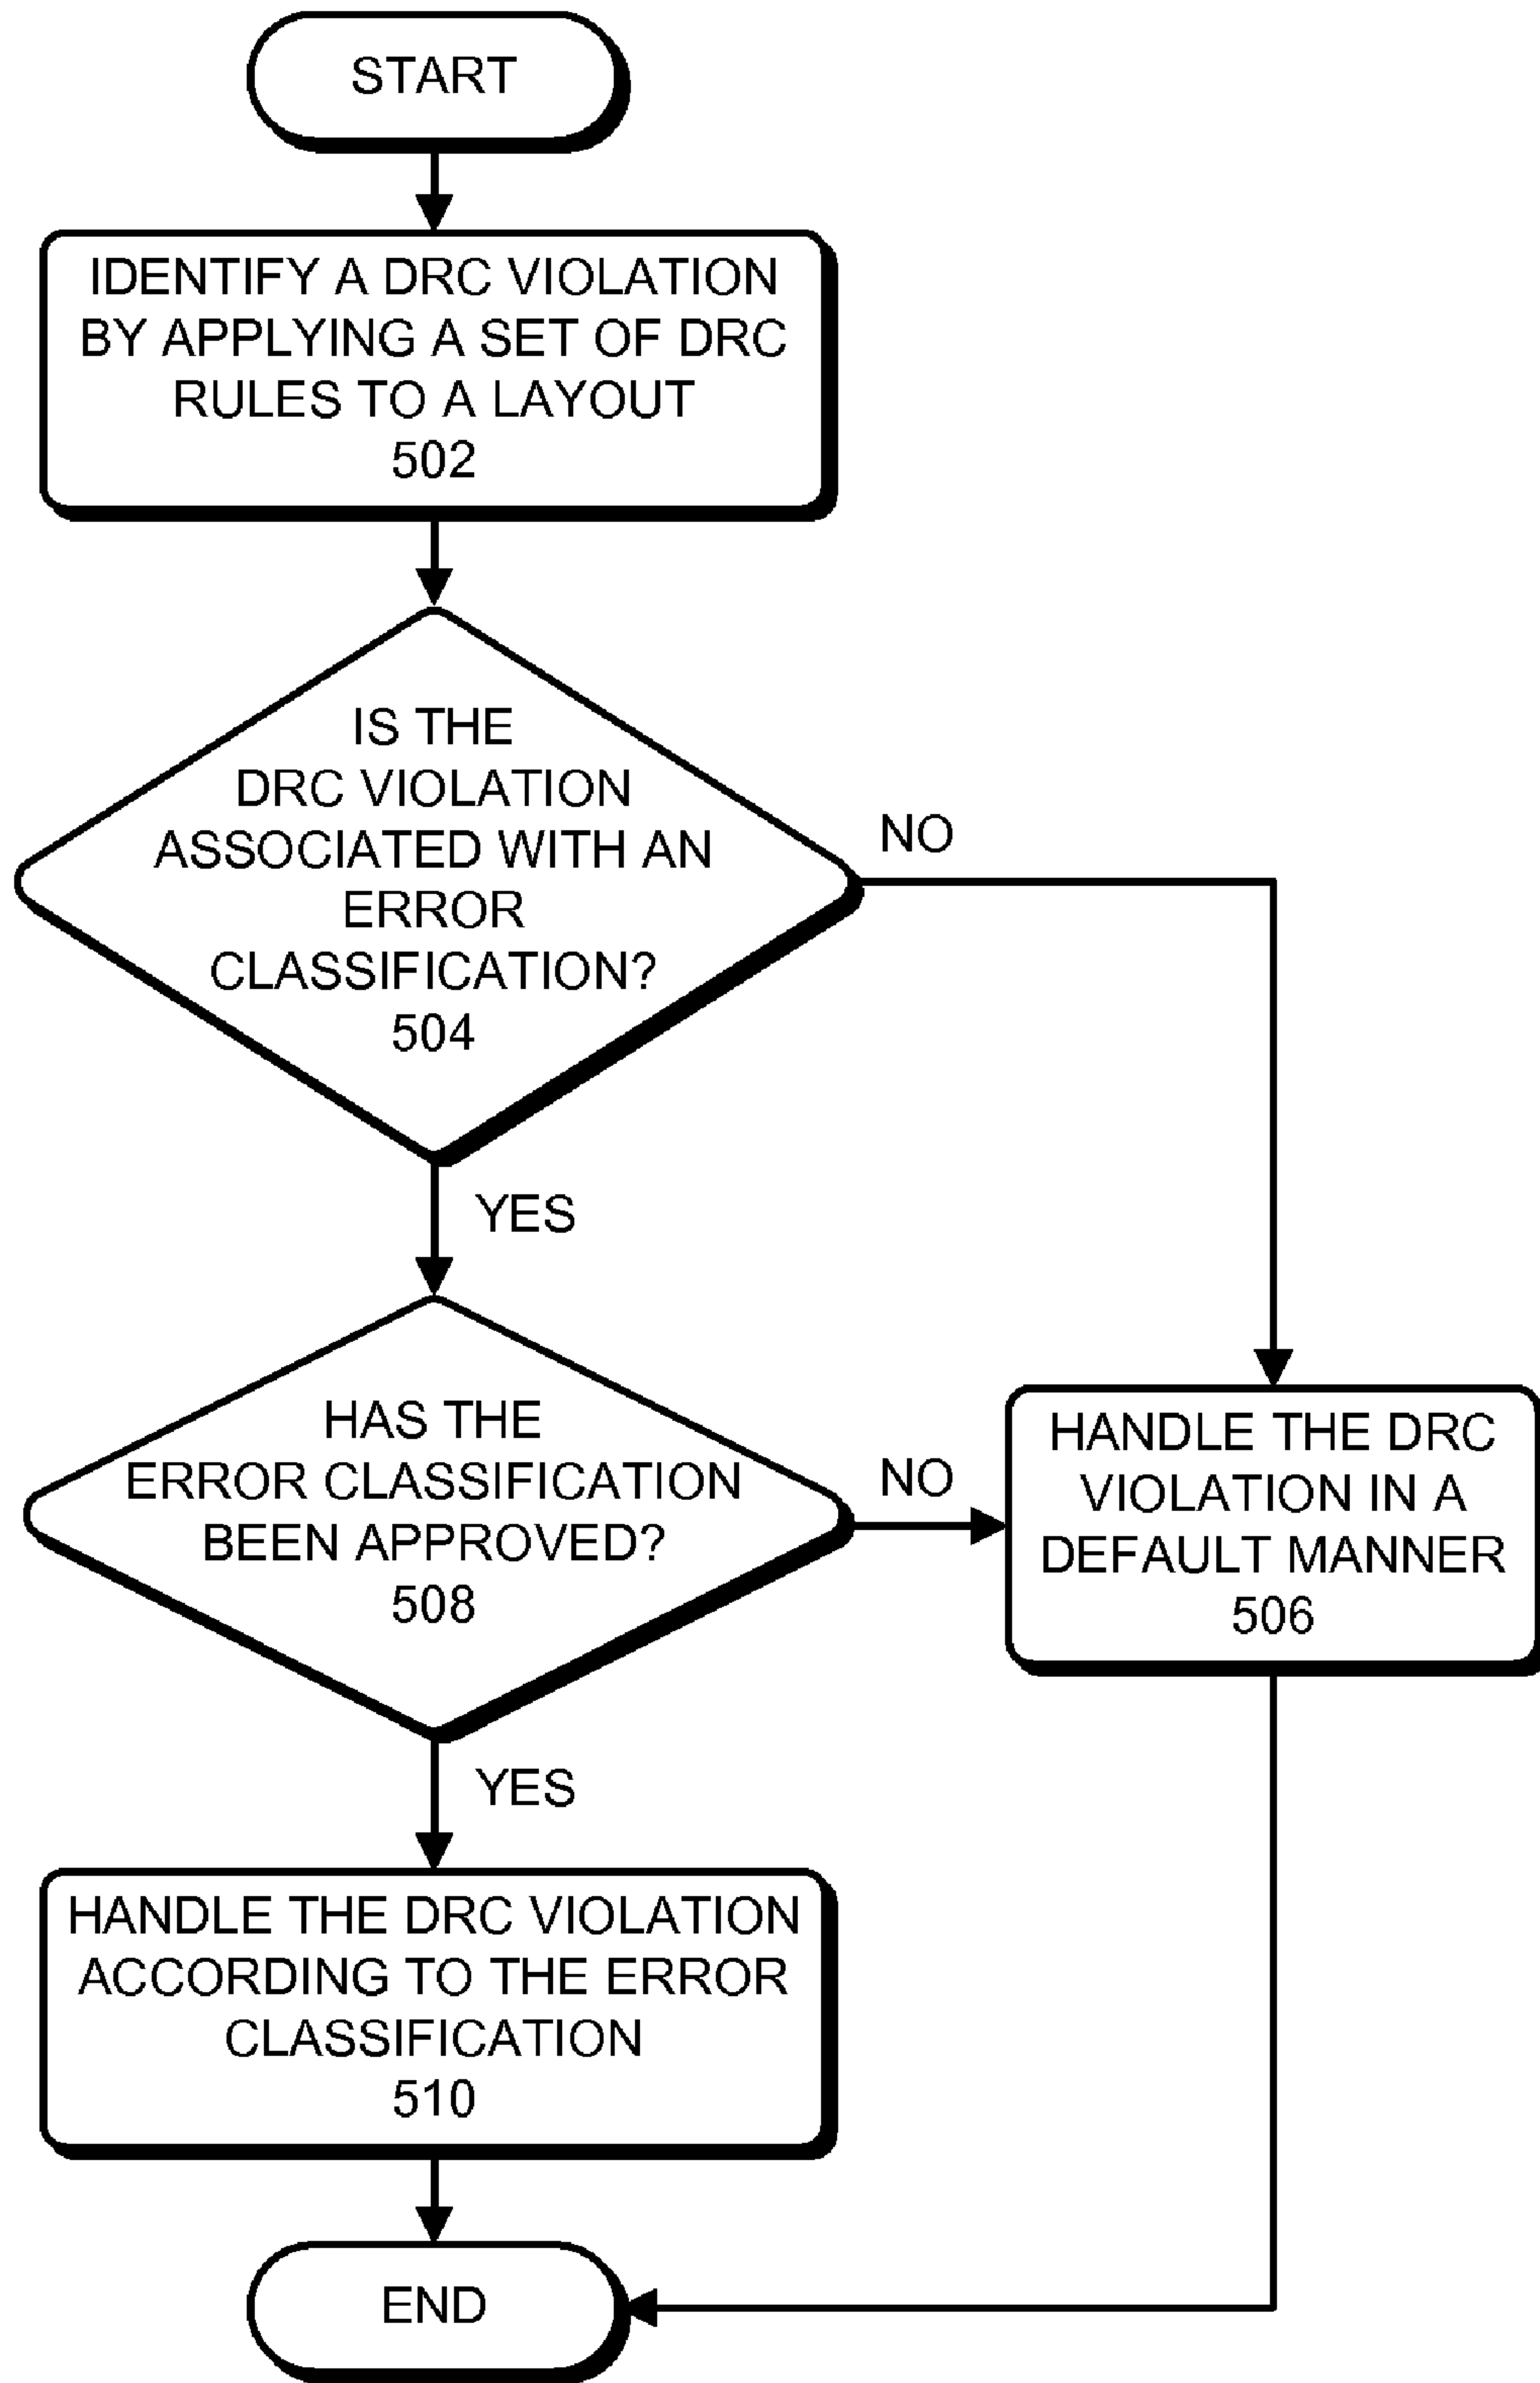 START
IDENTIFY A DRC VIOLATION
BY APPLYING A SET OF DRC
RULES TO A LAYOUT
502
IS THE
DRC VIOLATION
ASSOCIATED WITH AN
ERROR
CLASSIFICATION?
504
NO
YES
HAS THE
ERROR CLASSIFICATION
BEEN APPROVED?
508
NO
HANDLE THE DRC
VIOLATION IN A
DEFAULT MANNER
506
YES
HANDLE THE DRC VIOLATION
ACCORDING TO THE ERROR
CLASSIFICATION
510
END